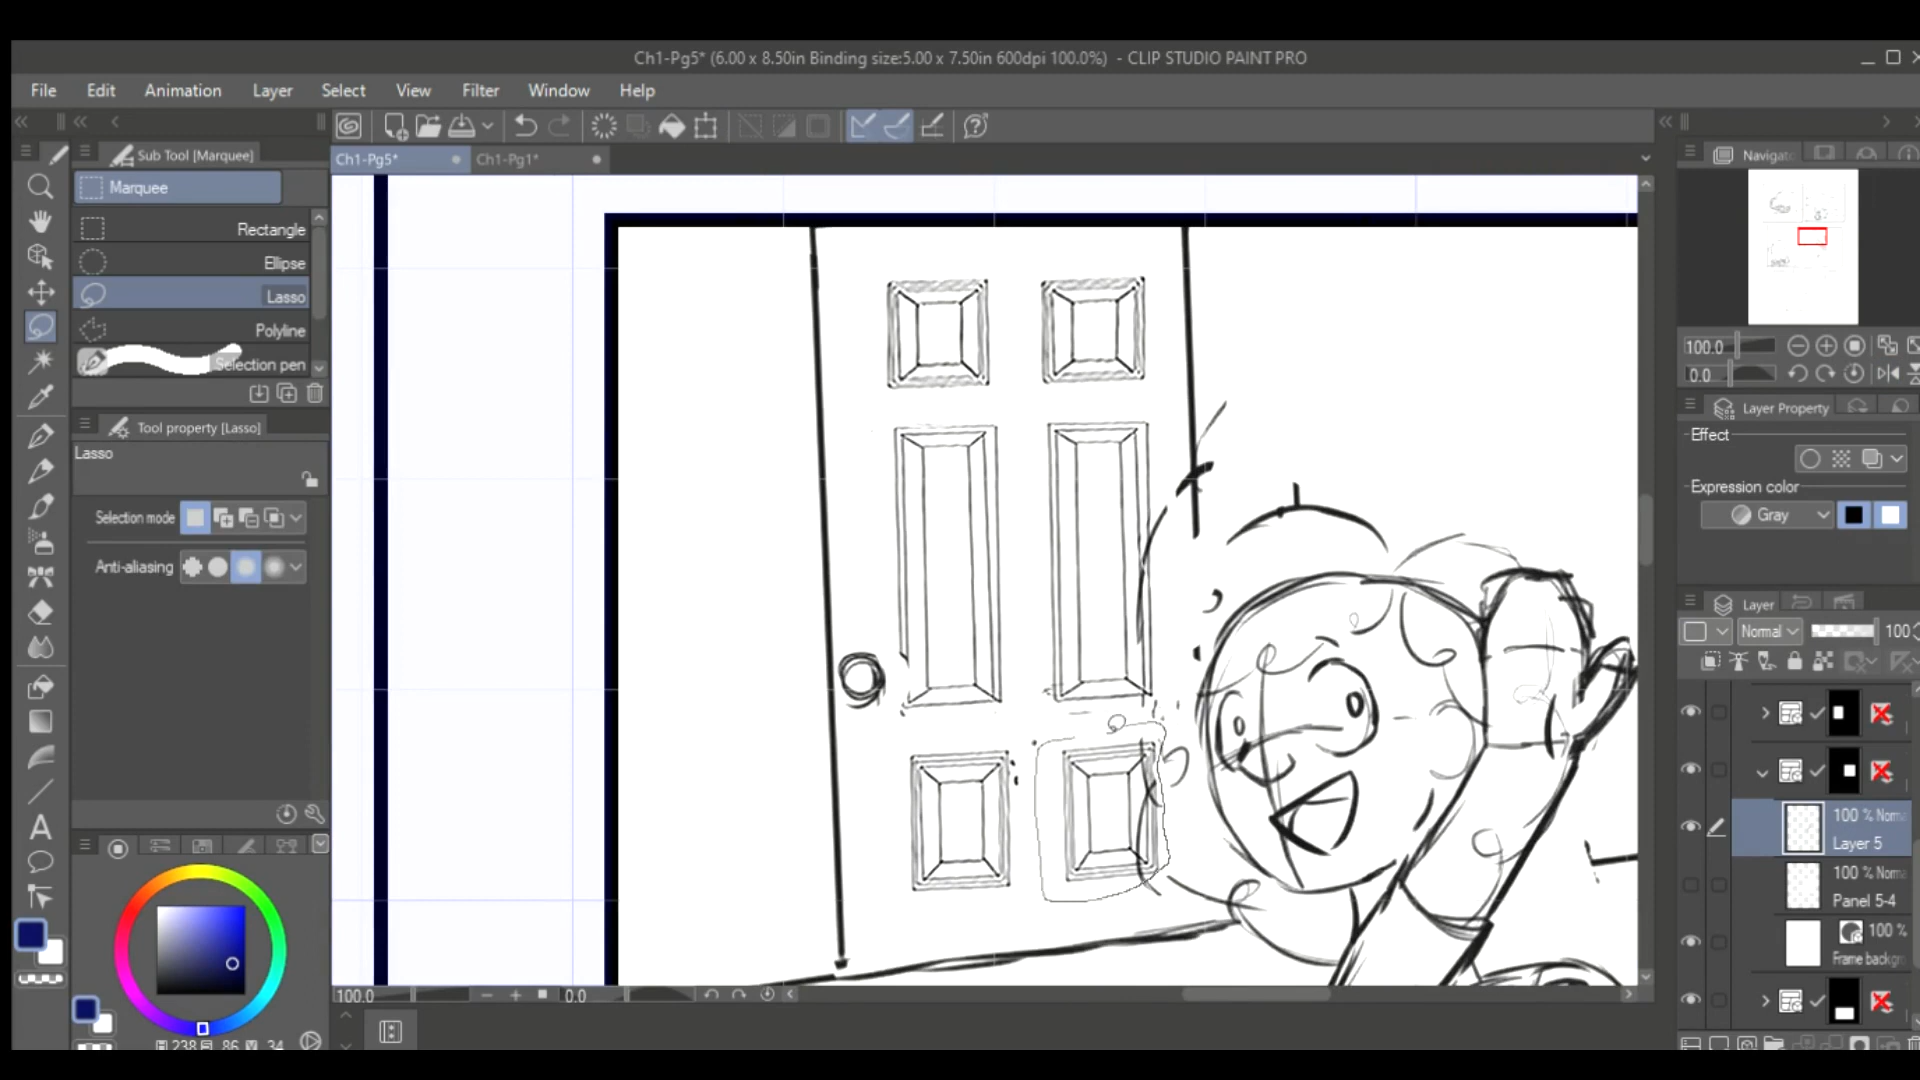 Ch1-Pg5* (6.00 x 8.50in Binding size:5.00 x 7.50in 600dpi 100.0%) - CLIP STUDIO PAINT PRO
File Edit Animation Layer Select View Filter Window Help
Sub Tool [Marquee]
Marquee
Rectangle
Ellipse
Lasso
Polyline
Selection pen
Tool property [Lasso]
Lasso
Selection mode
Anti-aliasing
Ch1-Pg5* Ch1-Pg1*
100.0 0.0
Navigat
100.0
0.0
Layer Property
Effect
Expression color
Gray
Layer
Normal 100
100 % Norm
Layer 5
100 % Norm
Panel 5-4
100 %
Frame backgr